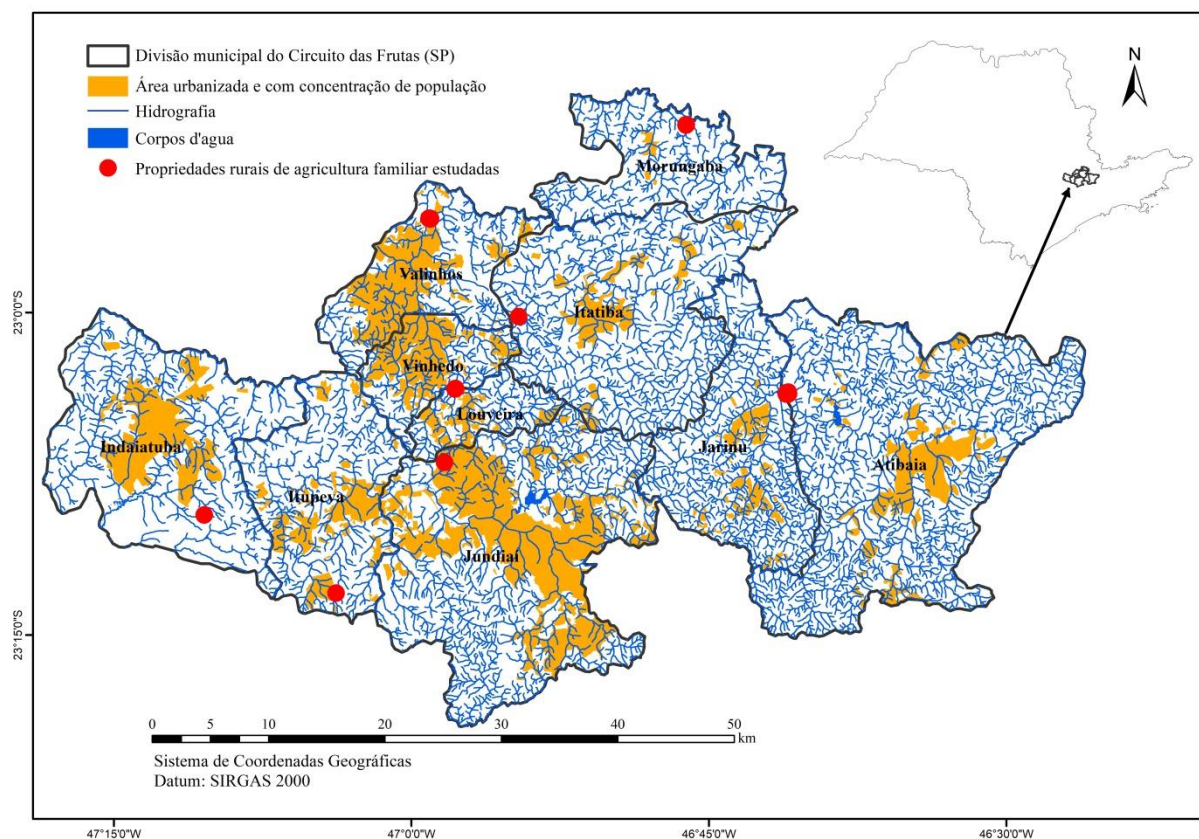 Divisão municipal do Circuito das Frutas (SP)
Área urbanizada e com concentração de população
Hidrografia
Corpos d'agua
Propriedades rurais de agricultura familiar estudadas
N
Morungaba
Valinhos
Itatiba
Vinhedo
Louveira
Indaiatuba
Jarinu
Atibaia
Itupeva
Jundiaí
23°0'0"S
23°15'0"S
0 5 10 20 30 40 50
km
Sistema de Coordenadas Geográficas
Datum: SIRGAS 2000
47°15'0"W 47°0'0"W 46°45'0"W 46°30'0"W